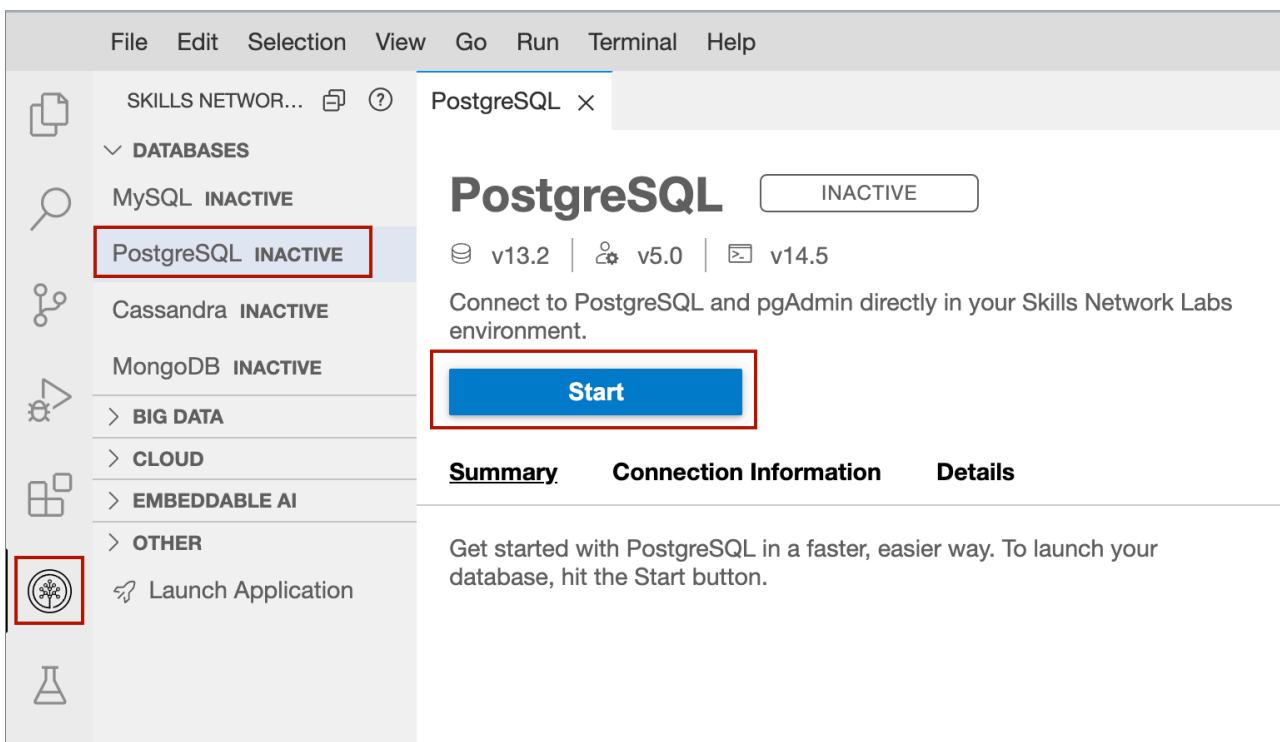 File Edit Selection View Go Run Terminal Help
SKILLS NETWOR...
DATABASES
MySQL INACTIVE
PostgreSQL INACTIVE
Cassandra INACTIVE
MongoDB INACTIVE
BIG DATA
CLOUD
EMBEDDABLE AI
OTHER
Launch Application
PostgreSQL
PostgreSQL INACTIVE
v13.2 v5.0 v14.5
Connect to PostgreSQL and pgAdmin directly in your Skills Network Labs
environment.
Start
Summary Connection Information Details
Get started with PostgreSQL in a faster, easier way. To launch your
database, hit the Start button.